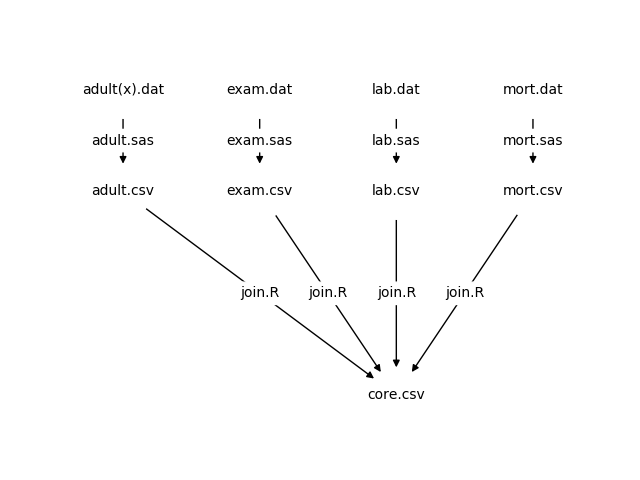 adult(x).dat exam.dat lab.dat mort.dat
adult.sas exam.sas lab.sas mort.sas
adult.csv exam.csv lab.csv mort.csv
join.R join.R join.R join.R
core.csv